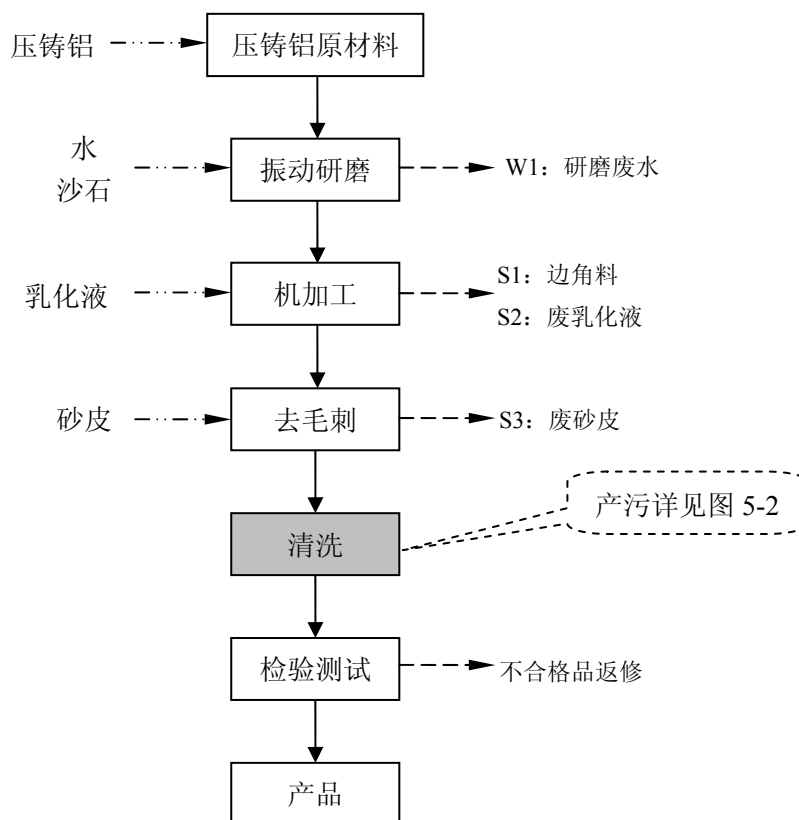 压铸铝
压铸铝原材料
水
沙石
振动研磨
W1：研磨废水
乳化液
机加工
S1：边角料
S2：废乳化液
砂皮
去毛刺
S3：废砂皮
产污详见图 5-2
清洗
检验测试
不合格品返修
产品